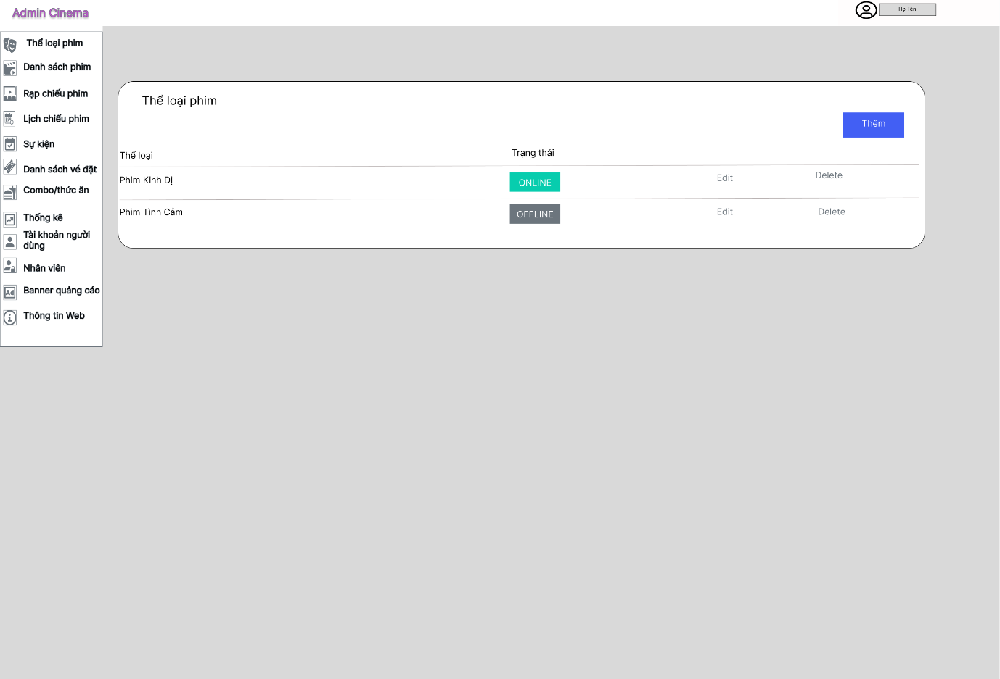 Admin Cinema
Họ Tên
Thể loại phim
Danh sách phim
Rạp chiếu phim
Lịch chiếu phim
Sự kiện
Danh sách vé đặt
Combo/thức ăn
Thống kê
Tài khoản người
dùng
Nhân viên
Ad
Banner quảng cáo
Thông tin Web
Thể loại phim
Thêm
Thể loại
Trạng thái
Phim Kinh Dị
ONLINE
Edit
Delete
Phim Tình Cảm
OFFLINE
Edit
Delete